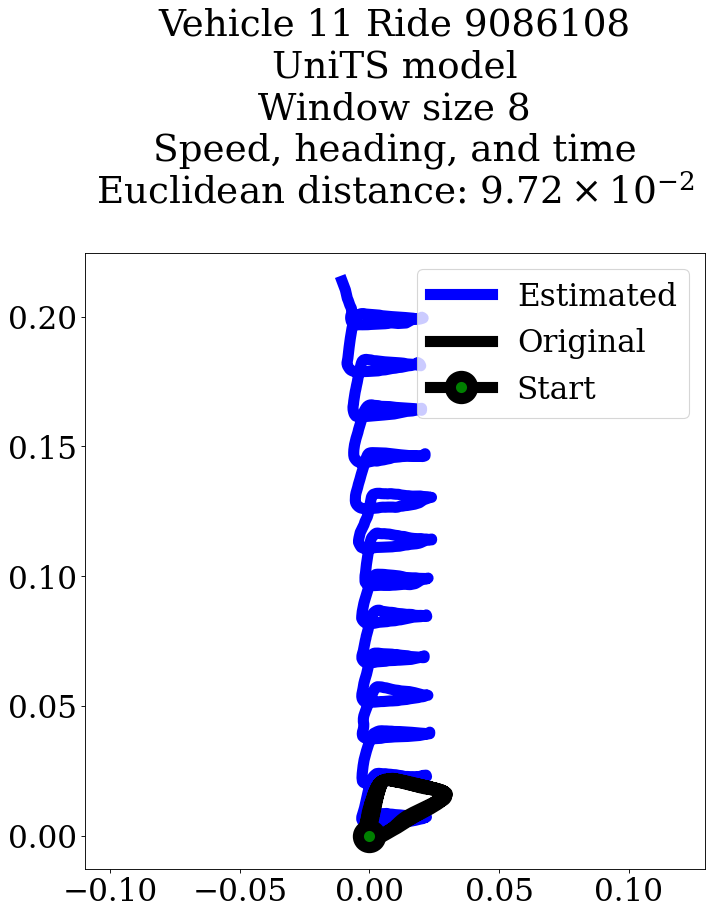 Vehicle 11 Ride 9086108
UniTS model
Window size 8
Speed, heading, and time
Euclidean distance: 9.72 × 10⁻²
Estimated
Original
Start
0.20
0.15
0.10
0.05
0.00
−0.10 −0.05 0.00 0.05 0.10